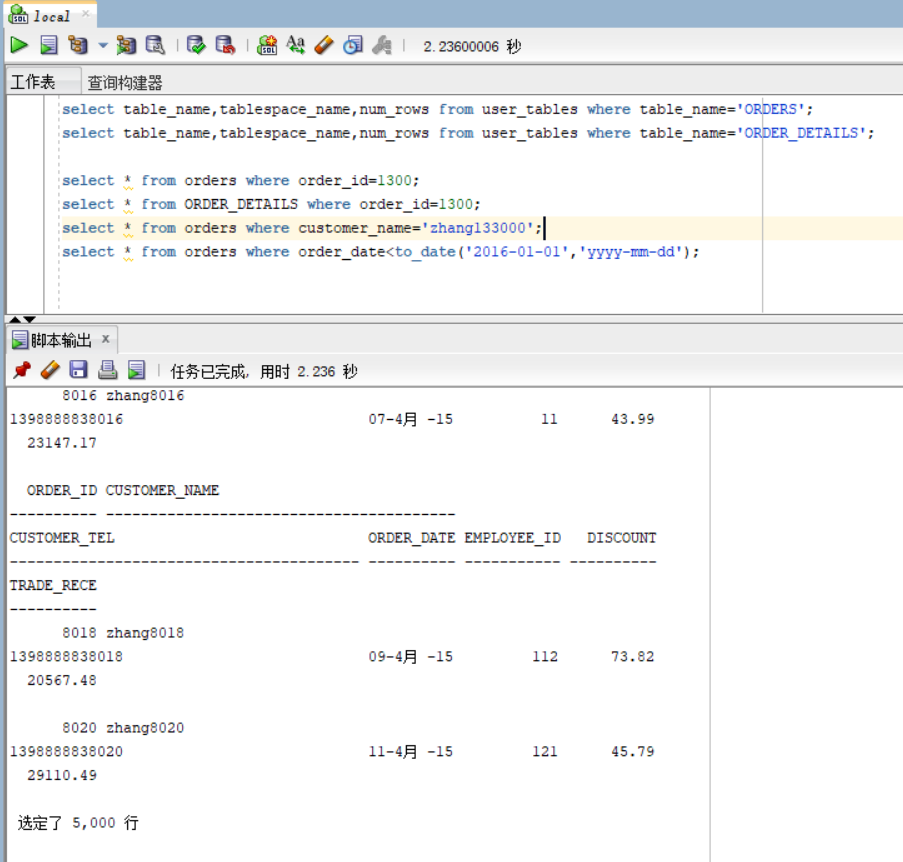 local
2.23600006 秒
工作表 查询构建器
select table_name,tablespace_name,num_rows from user_tables where table_name='ORDERS';
select table_name,tablespace_name,num_rows from user_tables where table_name='ORDER_DETAILS';
select * from orders where order_id=1300;
select * from ORDER_DETAILS where order_id=1300;
select * from orders where customer_name='zhang133000';
select * from orders where order_date<to_date('2016-01-01','yyyy-mm-dd');
脚本输出 x
任务已完成, 用时 2.236 秒
8016 zhang8016
1398888838016 07-4月 -15 11 43.99
23147.17
ORDER_ID CUSTOMER_NAME
---------- ----------------------------------------
CUSTOMER_TEL ORDER_DATE EMPLOYEE_ID DISCOUNT
---------------------------------------- ---------- ----------- ----------
TRADE_RECE
----------
8018 zhang8018
1398888838018 09-4月 -15 112 73.82
20567.48
8020 zhang8020
1398888838020 11-4月 -15 121 45.79
29110.49
选定了 5,000 行